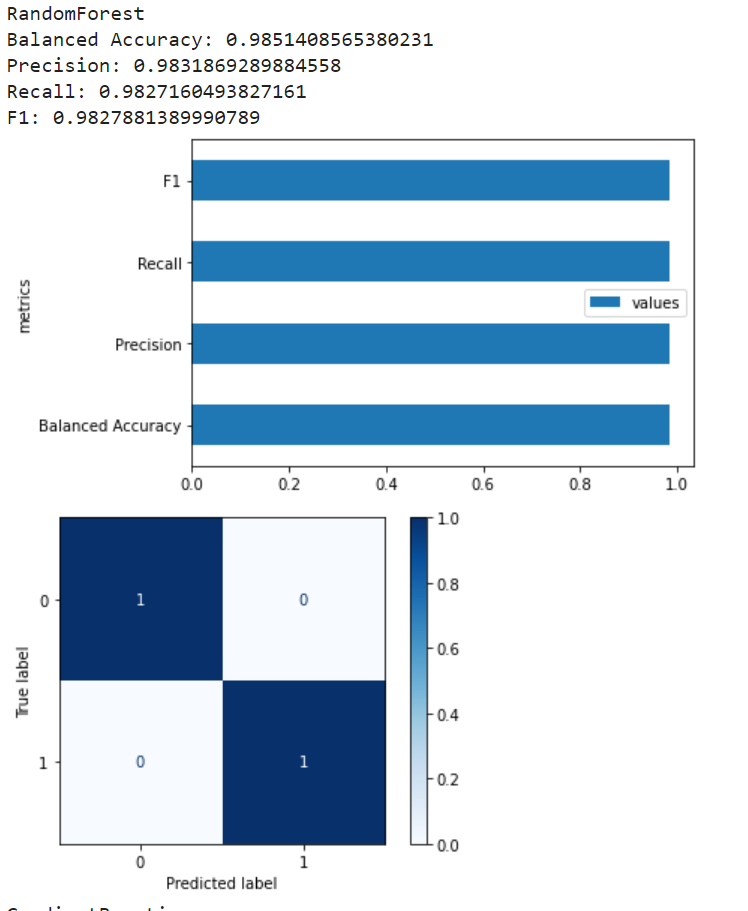 RandomForest
Balanced Accuracy: 0.9851408565380231
Precision: 0.9831869289884558
Recall: 0.9827160493827161
F1: 0.9827881389990789
F1
Recall
metrics
values
Precision
Balanced Accuracy
0.0 0.2 0.4 0.6 0.8 1.0
1.0
0.8
0 1 0
0.6
True label
0.4
1 0 1
0.2
0.0
0 1
Predicted label